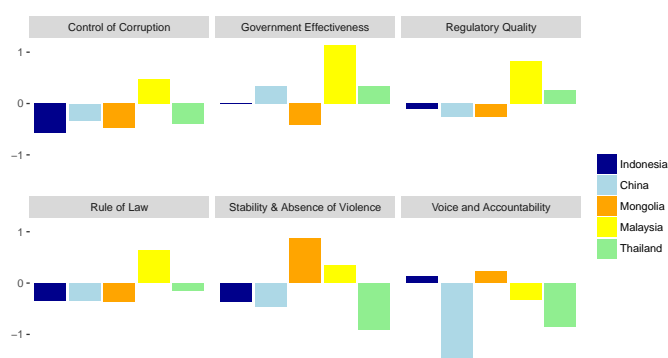 Control of Corruption
Government Effectiveness
Regulatory Quality
1
0
−1
Rule of Law
Stability & Absence of Violence
Voice and Accountability
1
0
−1
Indonesia
China
Mongolia
Malaysia
Thailand